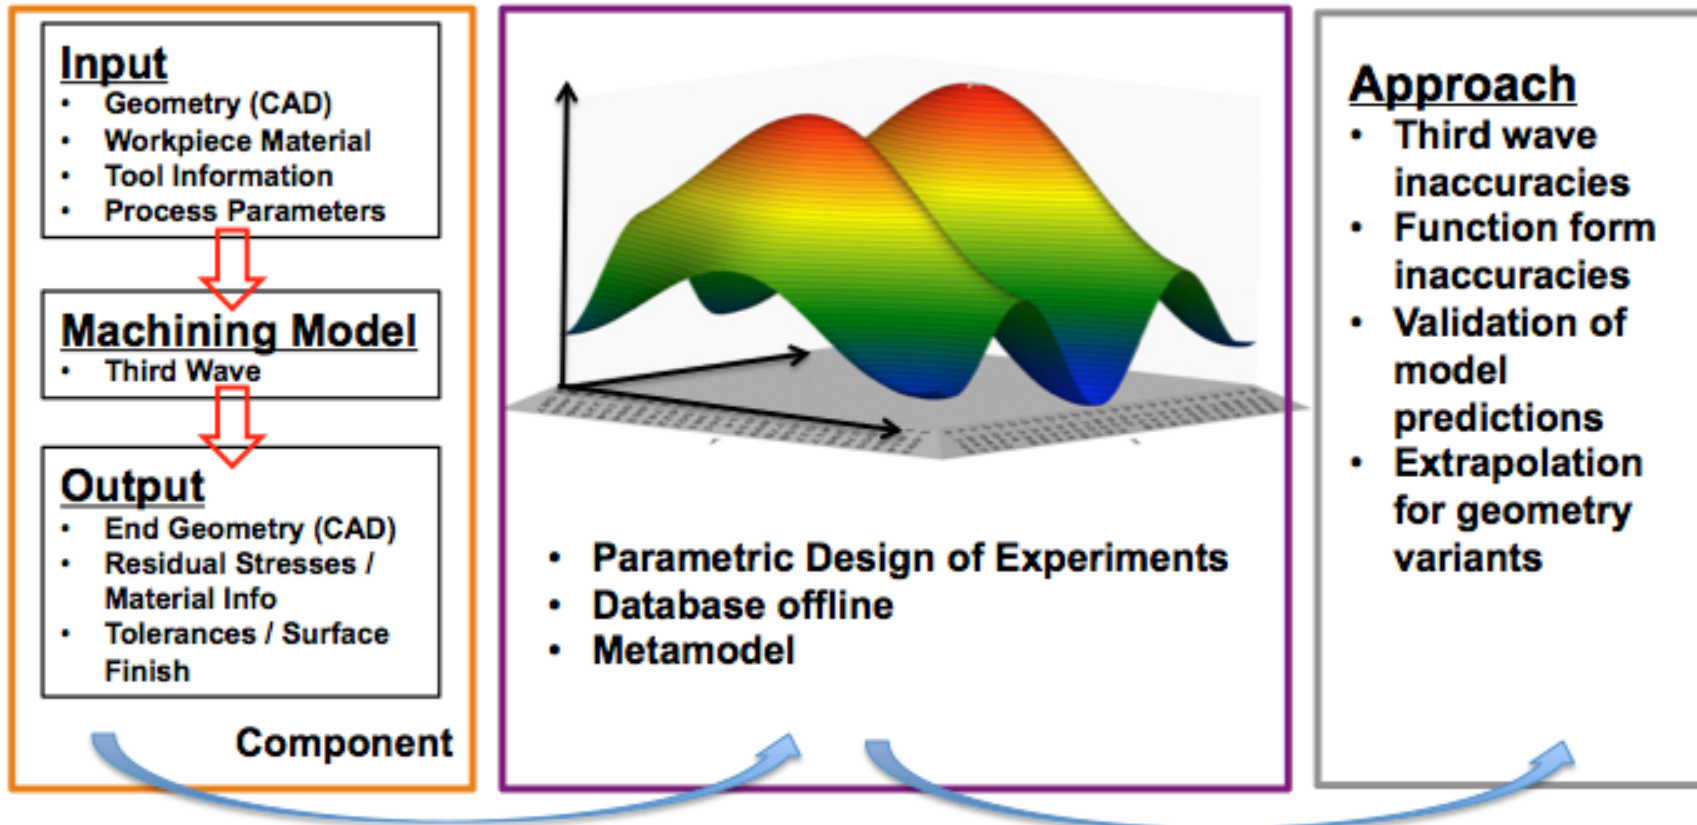 Input
• Geometry (CAD)
• Workpiece Material
• Tool Information
• Process Parameters
Machining Model
• Third Wave
Output
• End Geometry (CAD)
• Residual Stresses /
Material Info
• Tolerances / Surface
Finish
Component
• Parametric Design of Experiments
• Database offline
• Metamodel
Approach
• Third wave
inaccuracies
• Function form
inaccuracies
• Validation of
model
predictions
• Extrapolation
for geometry
variants